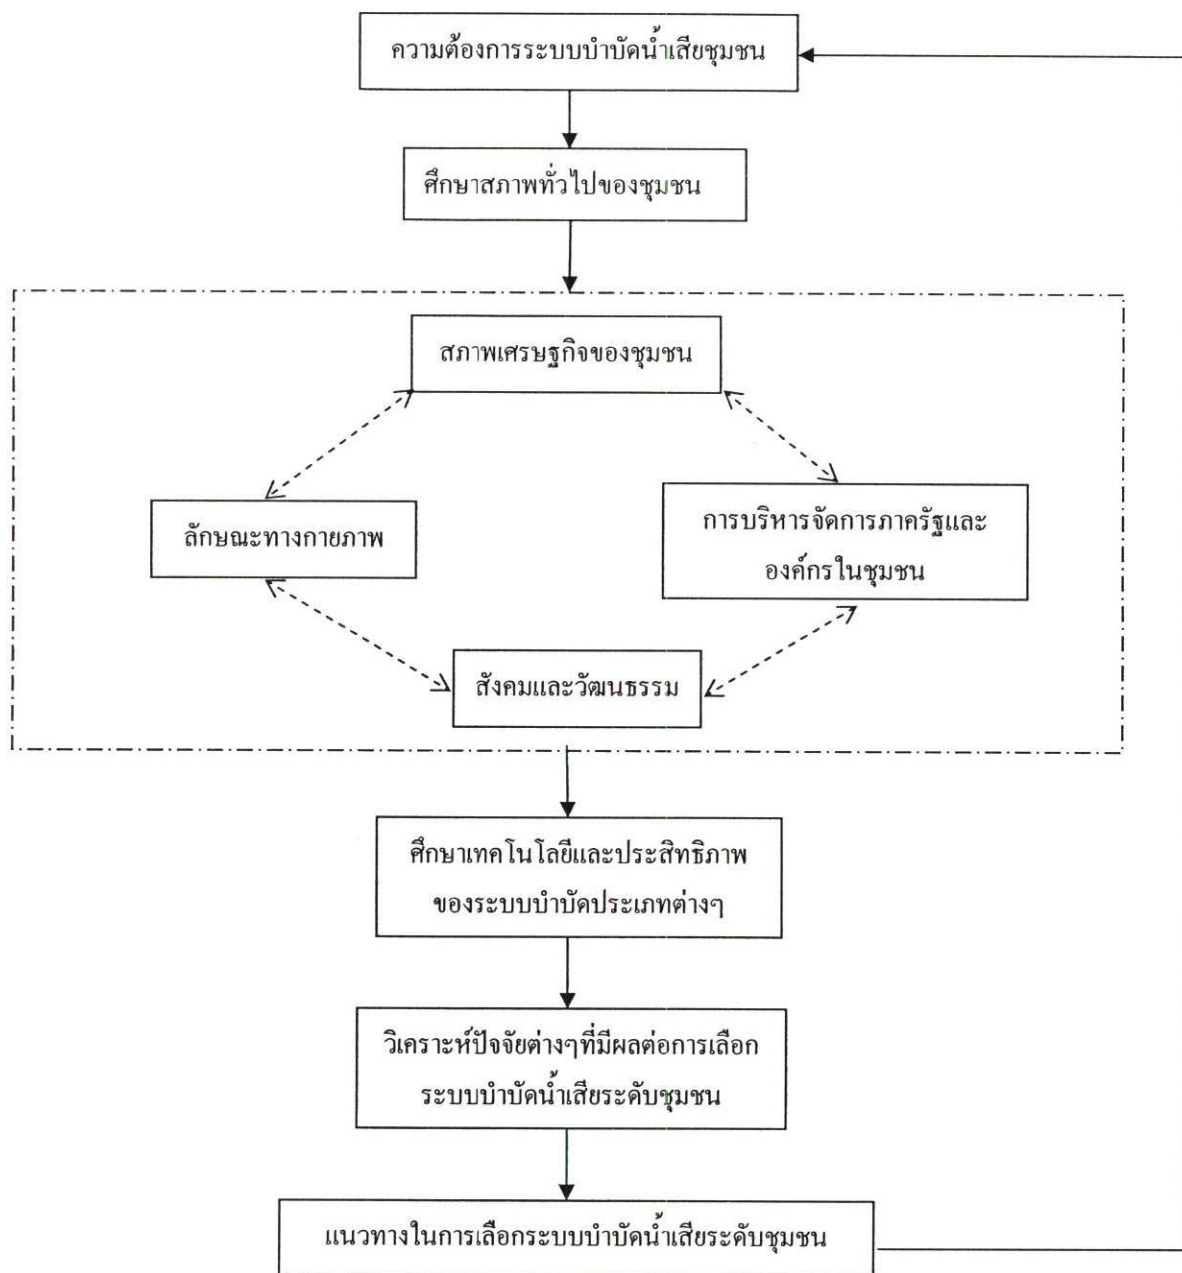 ความต้องการระบบบำบัดน้ำเสียชุมชน
ศึกษาสภาพทั่วไปของชุมชน
สภาพเศรษฐกิจของชุมชน
ลักษณะทางกายภาพ
การบริหารจัดการภาครัฐและ
องค์กรในชุมชน
สังคมและวัฒนธรรม
ศึกษาเทคโนโลยีและประสิทธิภาพ
ของระบบบำบัดประเภทต่างๆ
วิเคราะห์ปัจจัยต่างๆที่มีผลต่อการเลือก
ระบบบำบัดน้ำเสียระดับชุมชน
แนวทางในการเลือกระบบบำบัดน้ำเสียระดับชุมชน